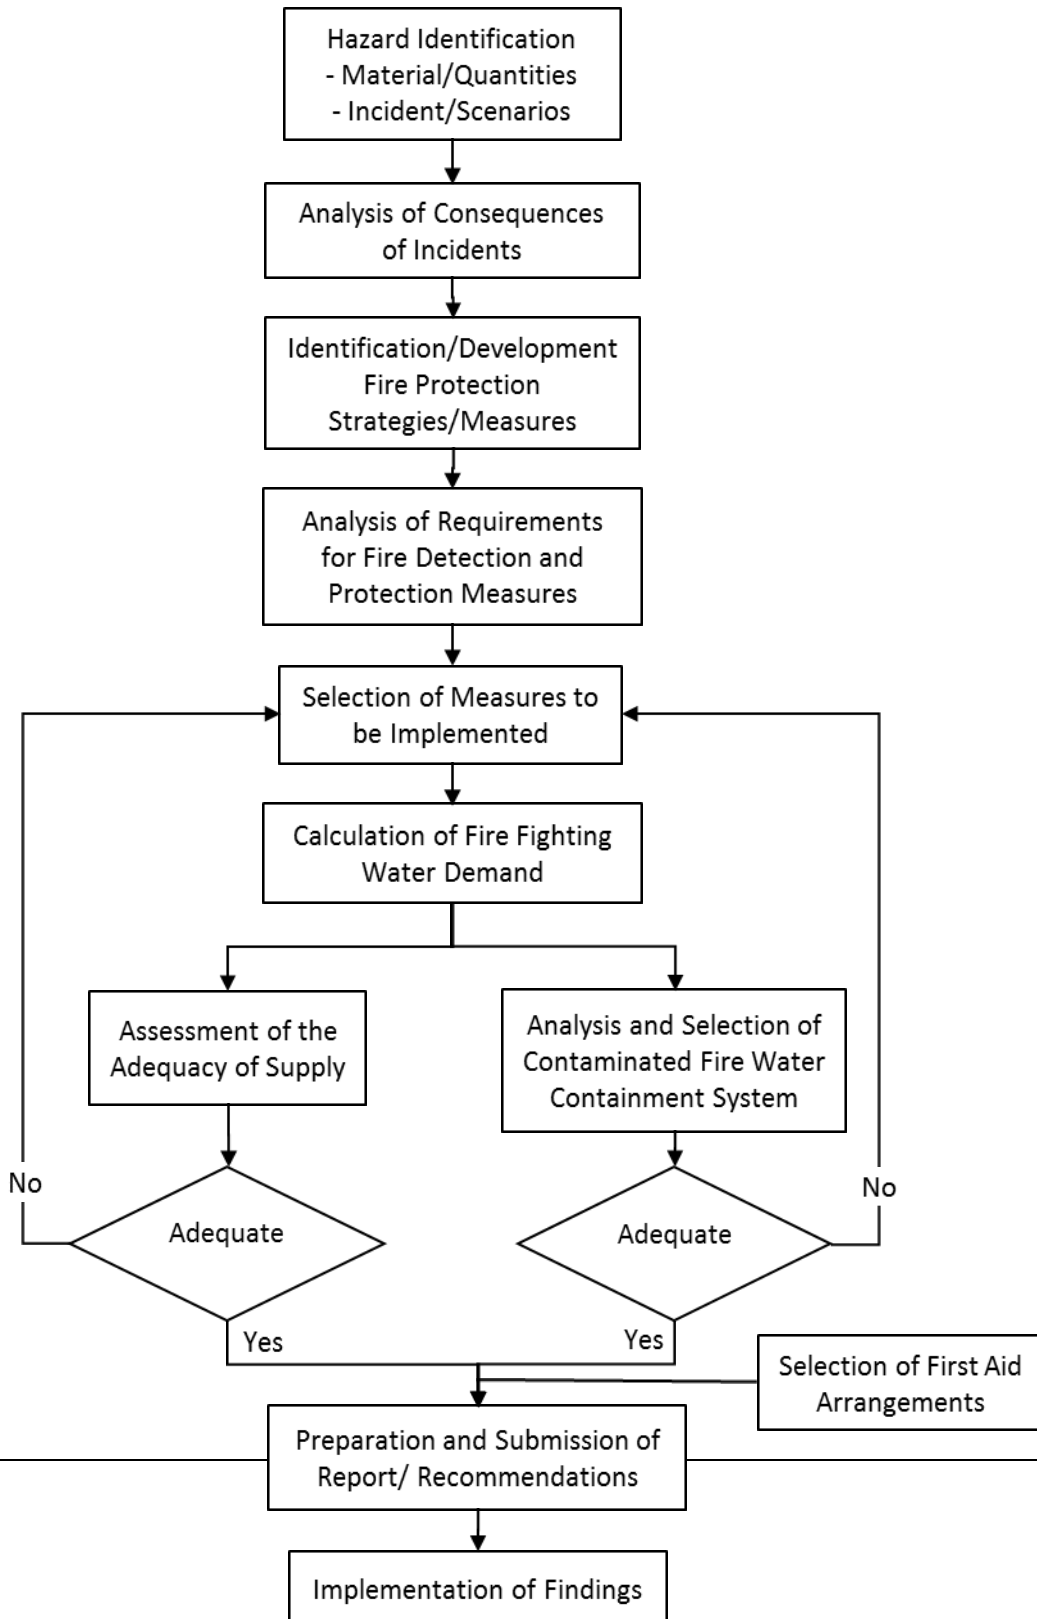 Hazard Identification
- Material/Quantities
- Incident/Scenarios
Analysis of Consequences
of Incidents
Identification/Development
Fire Protection
Strategies/Measures
Analysis of Requirements
for Fire Detection and
Protection Measures
Selection of Measures to
be Implemented
Calculation of Fire Fighting
Water Demand
Assessment of the
Adequacy of Supply
Analysis and Selection of
Contaminated Fire Water
Containment System
No
Adequate
Adequate
No
Yes
Yes
Selection of First Aid
Arrangements
Preparation and Submission of
Report/ Recommendations
Implementation of Findings